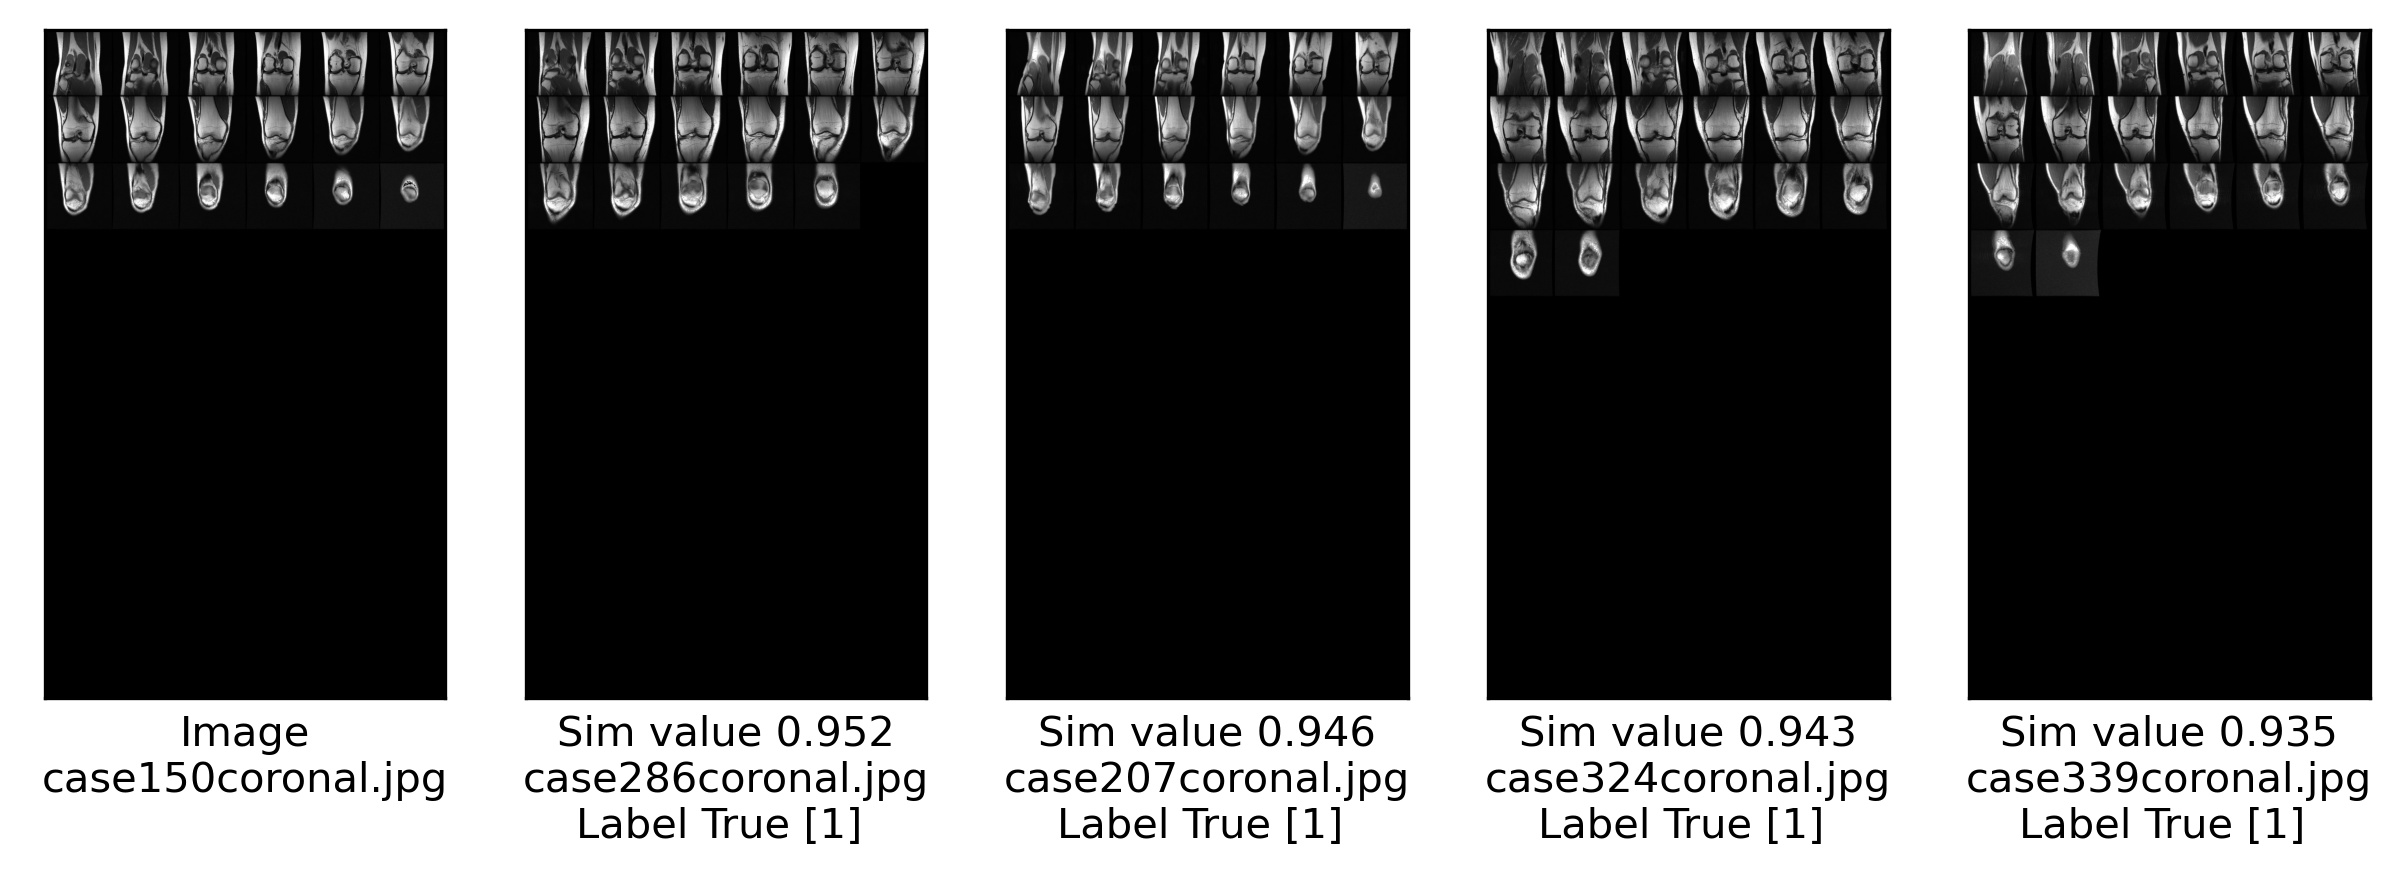 Image
case150coronal.jpg
Sim value 0.952
case286coronal.jpg
Label True [1]
Sim value 0.946
case207coronal.jpg
Label True [1]
Sim value 0.943
case324coronal.jpg
Label True [1]
Sim value 0.935
case339coronal.jpg
Label True [1]